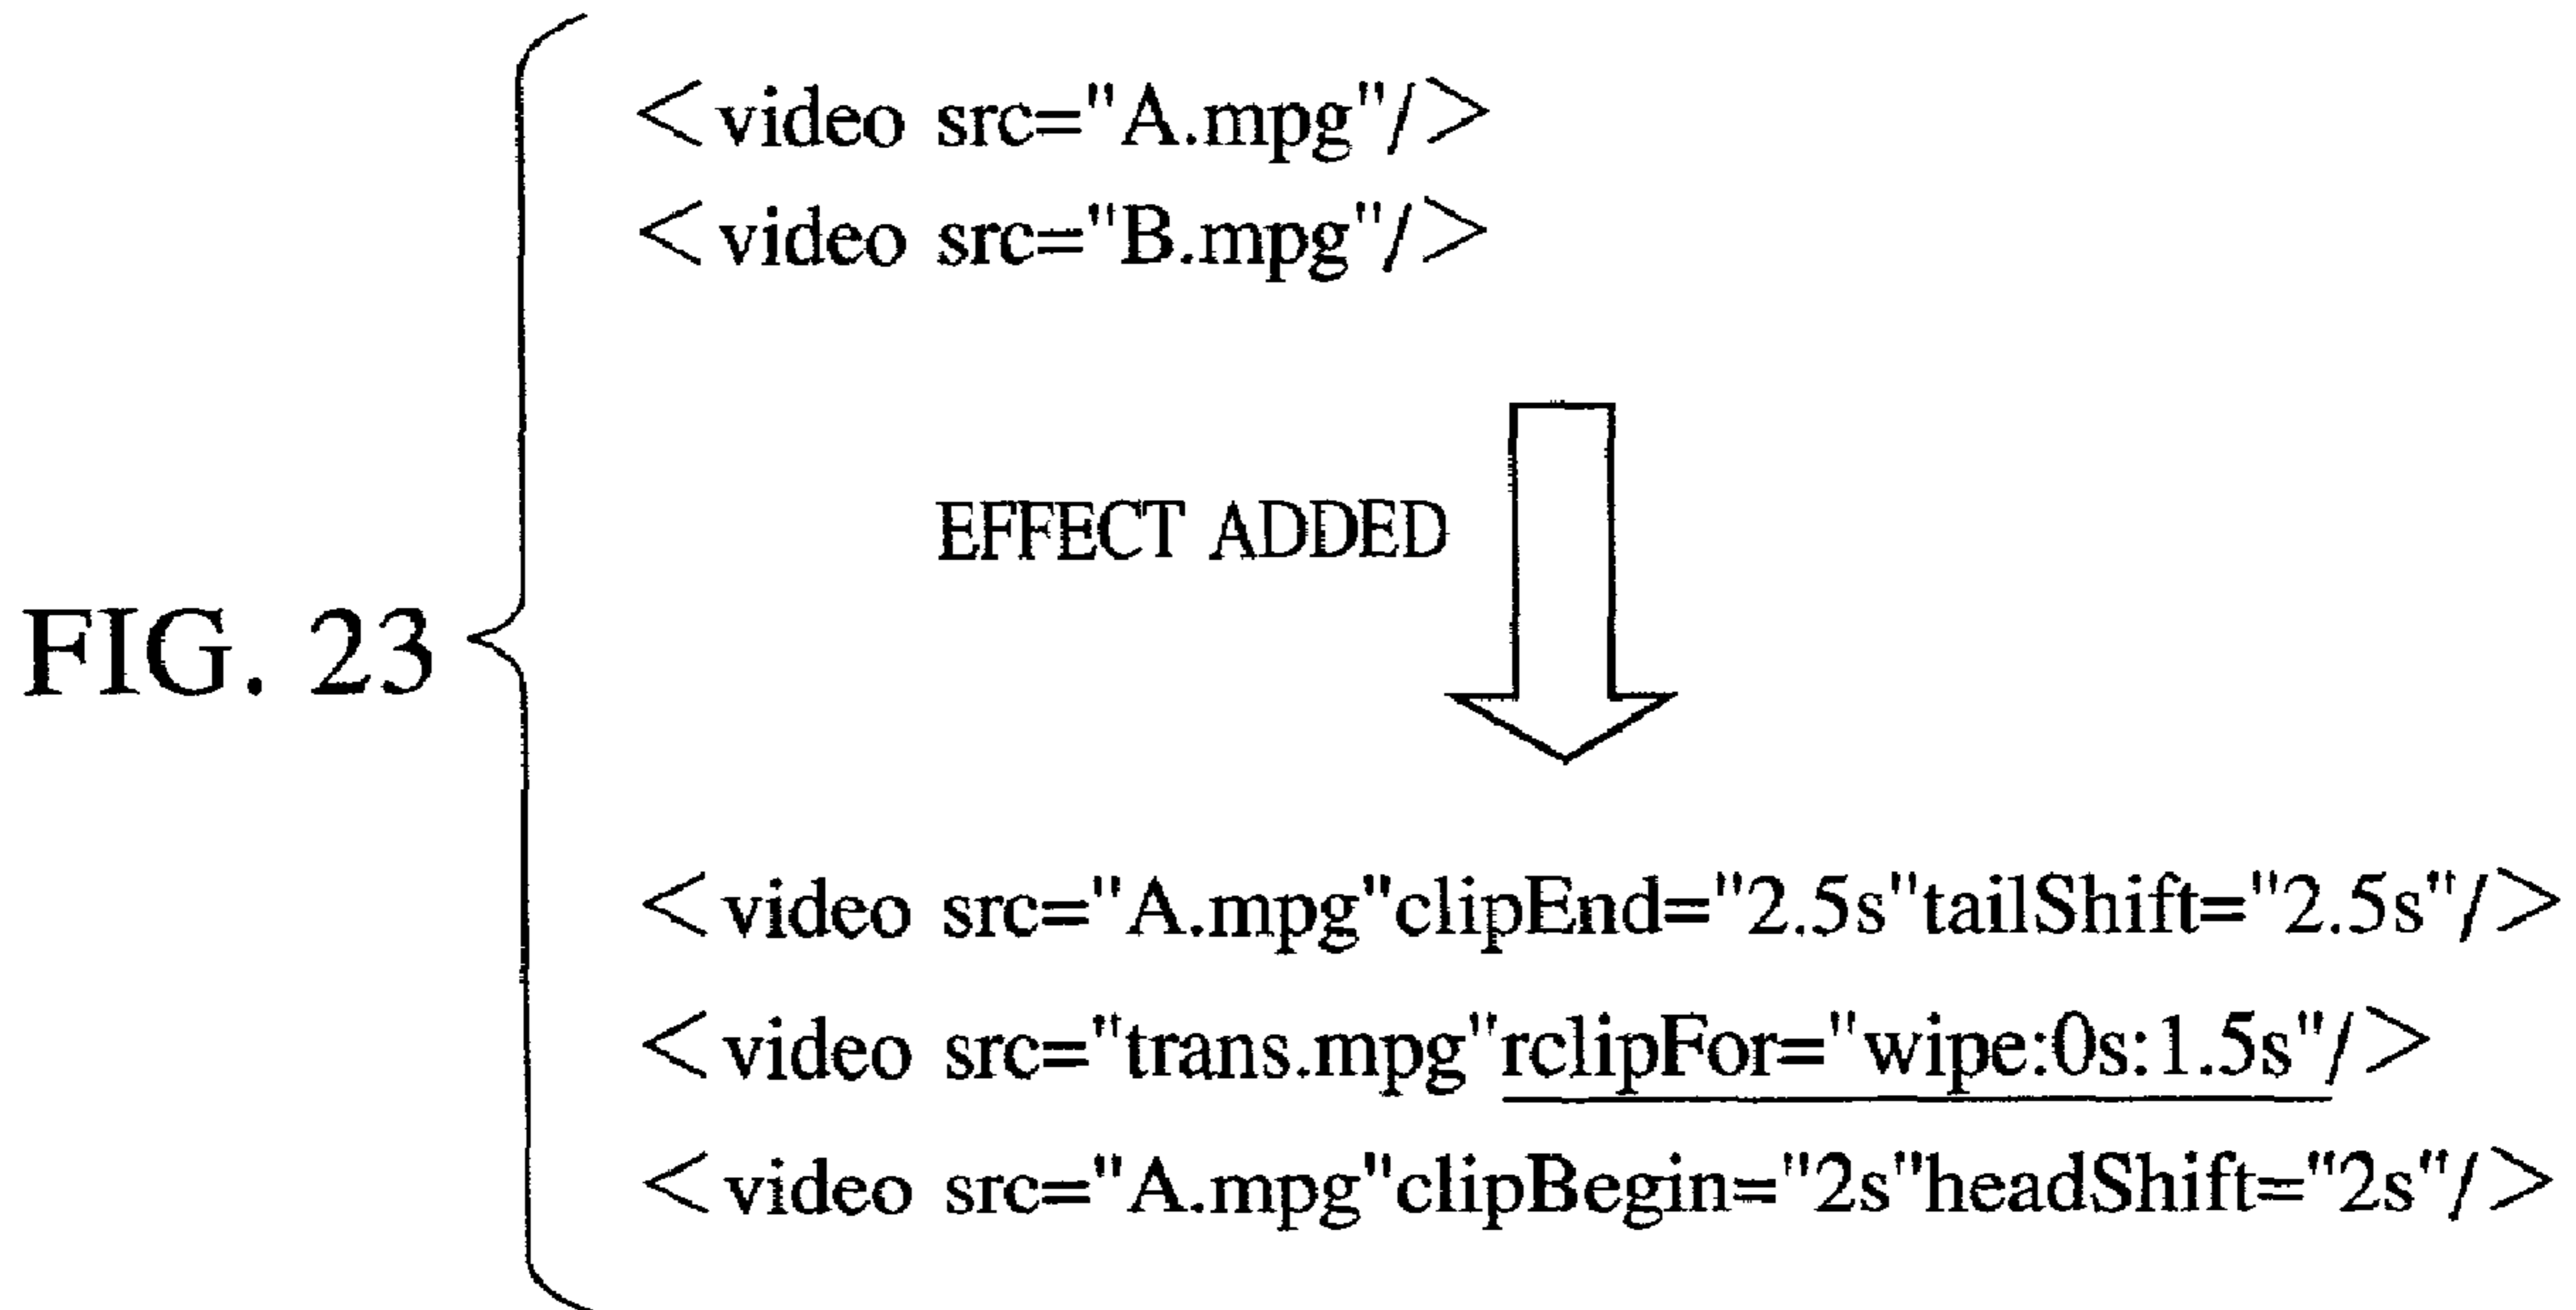 <video src="A.mpg"/>
<video src="B.mpg"/>
EFFECT ADDED
FIG. 23
<video src="A.mpg"clipEnd="2.5s"tailShift="2.5s"/>
<video src="trans.mpg"rclipFor="wipe:0s:1.5s"/>
<video src="A.mpg"clipBegin="2s"headShift="2s"/>